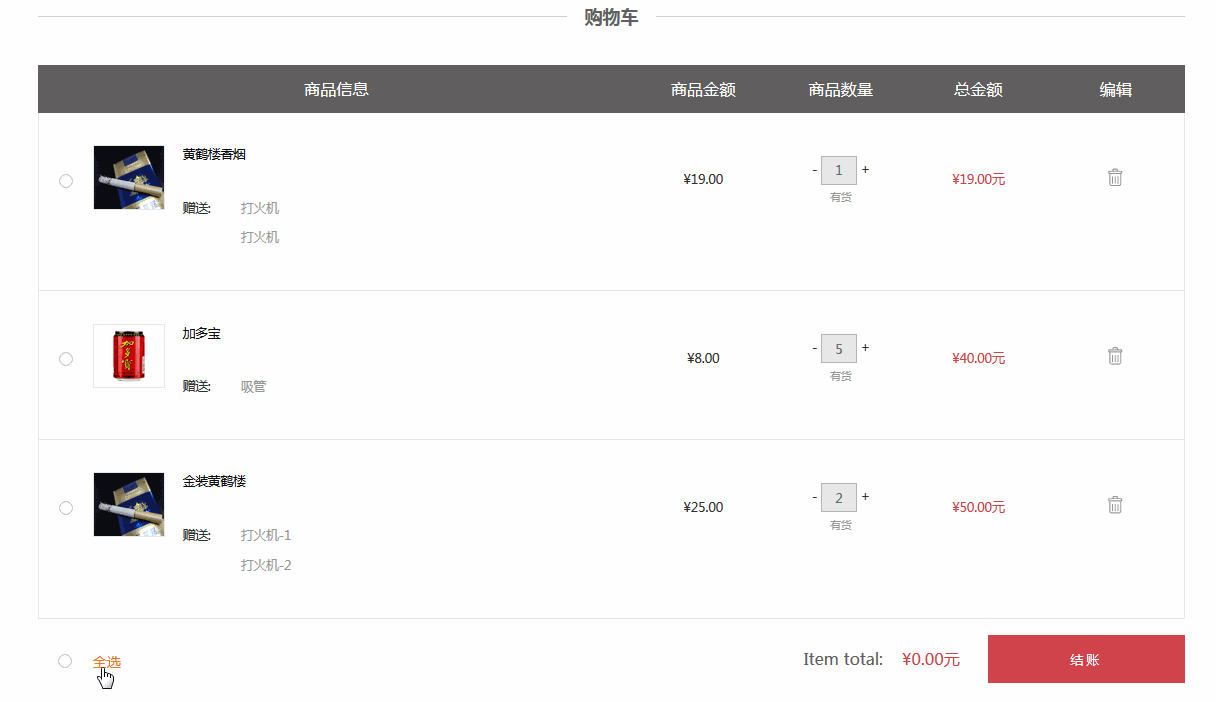 购物车
商品信息 商品金额 商品数量 总金额 编辑
黄鹤楼香烟
¥19.00 - 1 + ¥19.00元
有货
赠送: 打火机
打火机
加多宝
¥8.00 - 5 + ¥40.00元
有货
赠送: 吸管
金装黄鹤楼
¥25.00 - 2 + ¥50.00元
有货
赠送: 打火机-1
打火机-2
全选 Item total: ¥0.00元 结账